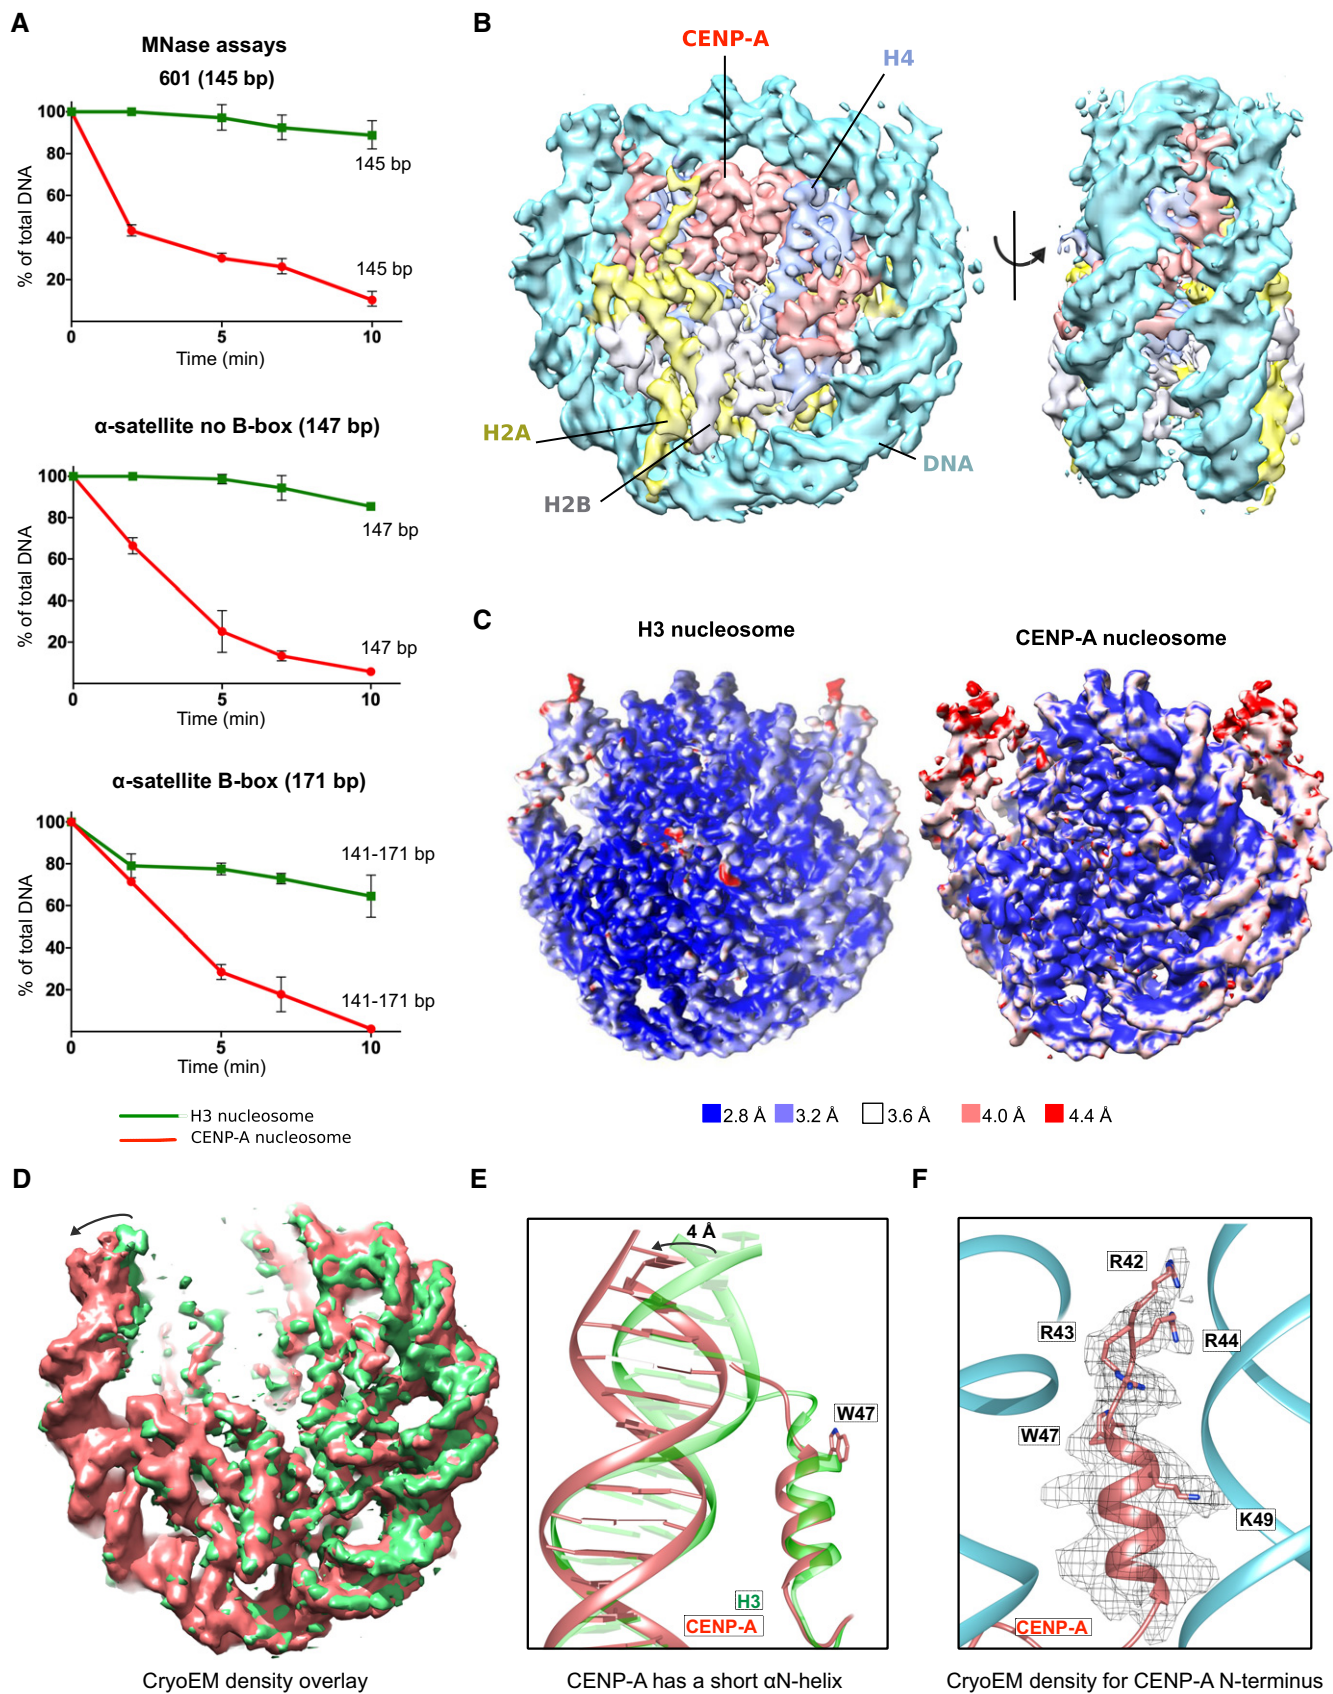 A
MNase assays
601 (145 bp)
% of total DNA
100
80
60
40
20
145 bp
145 bp
0
5
10
Time (min)
α-satellite no B-box (147 bp)
% of total DNA
100
80
60
40
20
147 bp
147 bp
0
5
10
Time (min)
α-satellite B-box (171 bp)
% of total DNA
100
80
60
40
20
141-171 bp
141-171 bp
0
5
10
Time (min)
H3 nucleosome
CENP-A nucleosome
B
CENP-A
H4
H2A
H2B
DNA
C
H3 nucleosome
CENP-A nucleosome
2.8 Å 3.2 Å 3.6 Å 4.0 Å 4.4 Å
D
CryoEM density overlay
E
4 Å
W47
H3
CENP-A
CENP-A has a short αN-helix
F
R42
R43
R44
W47
K49
CENP-A
CryoEM density for CENP-A N-terminus